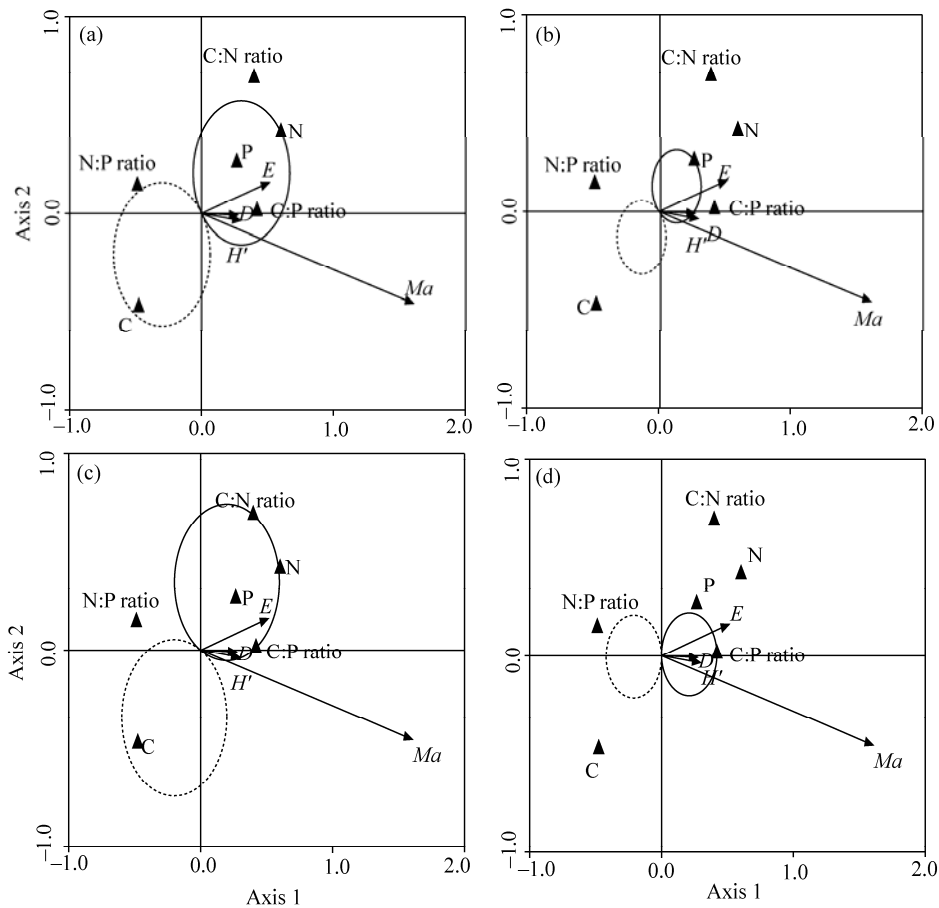 1.0
(a)
C:N ratio
N
P
N:P ratio
E
Axis 2
0.0
D
C:P ratio
H'
Ma
C
−1.0
−1.0
0.0
1.0
2.0
1.0
(b)
C:N ratio
N
P
N:P ratio
E
0.0
C:P ratio
H'
D
C
Ma
−1.0
−1.0
0.0
1.0
2.0
1.0
(c)
C:N ratio
N
P
N:P ratio
E
Axis 2
0.0
D
C:P ratio
H'
C
Ma
−1.0
−1.0
0.0
1.0
2.0
Axis 1
1.0
(d)
C:N ratio
N
P
N:P ratio
E
0.0
D
C:P ratio
H'
Ma
C
−1.0
−1.0
0.0
1.0
2.0
Axis 1